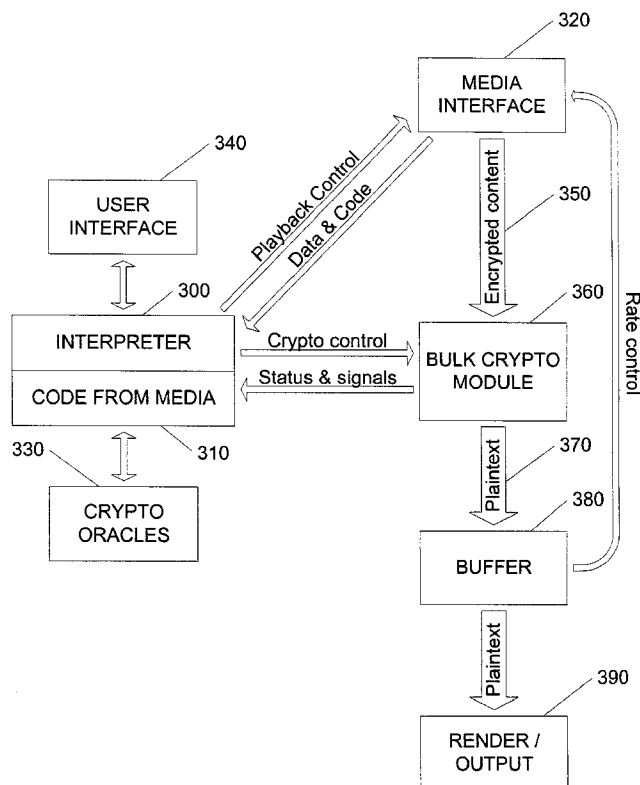 320
MEDIA
INTERFACE
340
USER
INTERFACE
Playback Control
Data & Code
Encrypted content
350
Rate control
300
360
INTERPRETER
Crypto control
BULK CRYPTO
MODULE
CODE FROM MEDIA
Status & signals
330
310
Plaintext
370
380
CRYPTO
ORACLES
BUFFER
Plaintext
390
RENDER /
OUTPUT